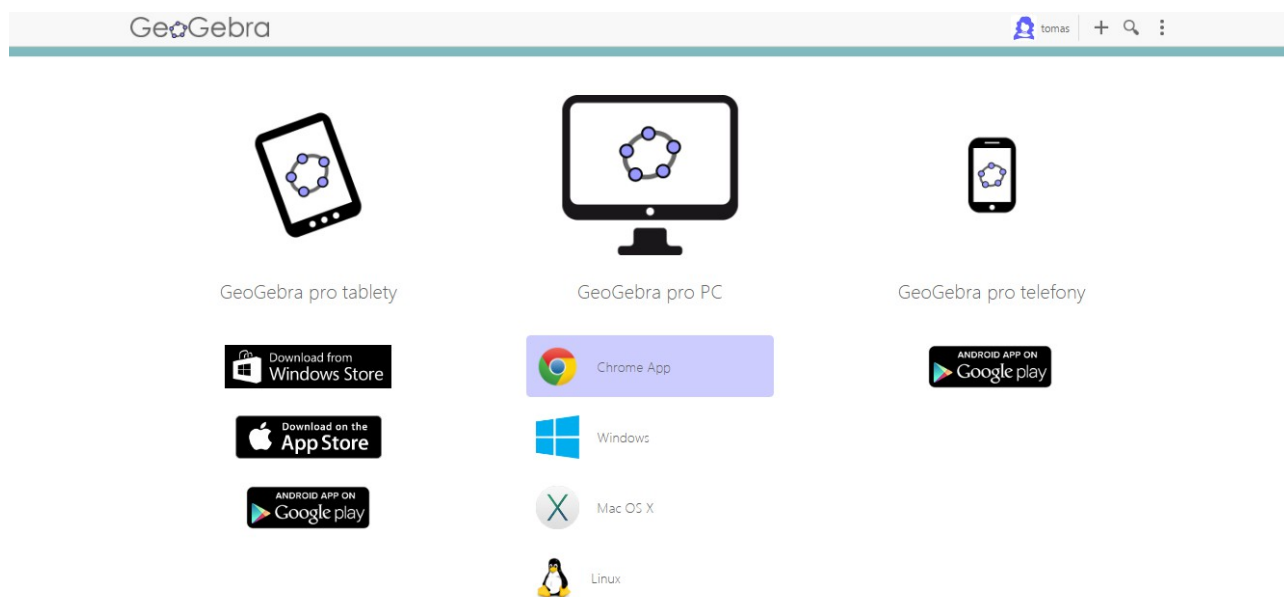 GeoGebra
tomas
GeoGebra pro tablety
Download from
Windows Store
Download on the
App Store
ANDROID APP ON
Google play
GeoGebra pro PC
Chrome App
Windows
Mac OS X
Linux
GeoGebra pro telefony
ANDROID APP ON
Google play